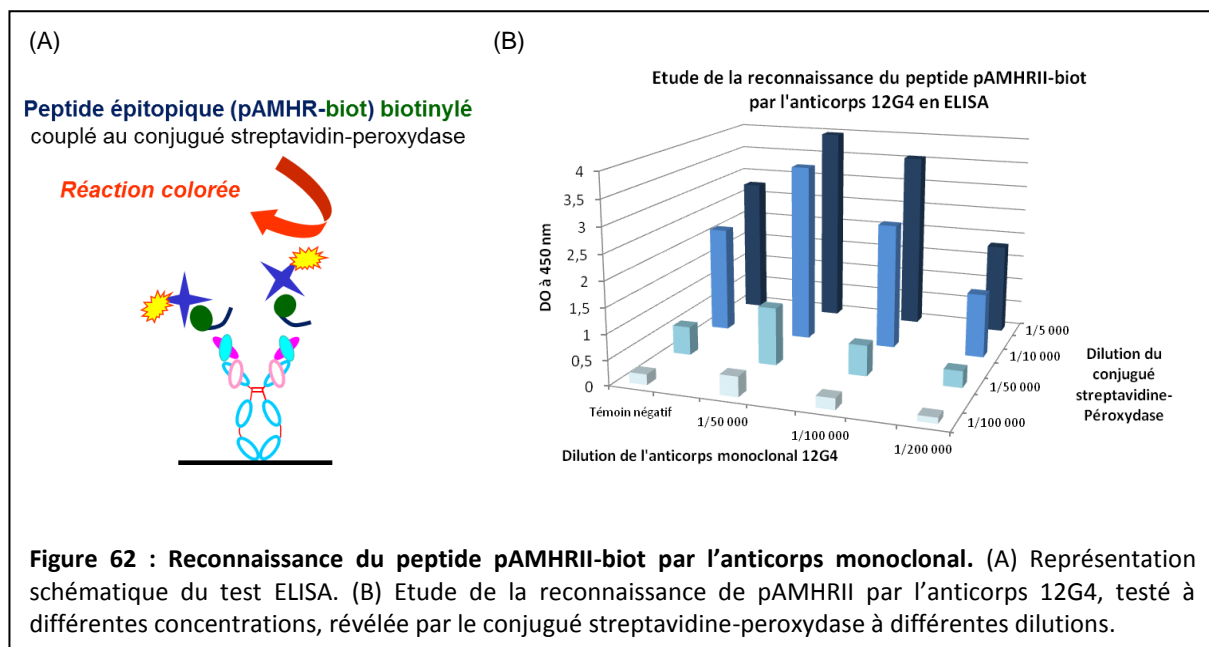 (A)
Peptide épitopique (pAMHR-biot) biotinylé
couplé au conjugué streptavidin-peroxydase
Réaction colorée
(B)
Etude de la reconnaissance du peptide pAMHRII-biot
par l'anticorps 12G4 en ELISA
DO à 450 nm
4
3,5
3
2,5
2
1,5
1
0,5
0
Témoin négatif
1/50 000
1/100 000
1/200 000
Dilution de l'anticorps monoclonal 12G4
1/5 000
1/10 000
1/50 000
1/100 000
Dilution du
conjugué
streptavidine-
Péroxydase
Figure 62 : Reconnaissance du peptide pAMHRII-biot par l’anticorps monoclonal. (A) Représentation
schématique du test ELISA. (B) Etude de la reconnaissance de pAMHRII par l’anticorps 12G4, testé à
différentes concentrations, révélée par le conjugué streptavidine-peroxydase à différentes dilutions.